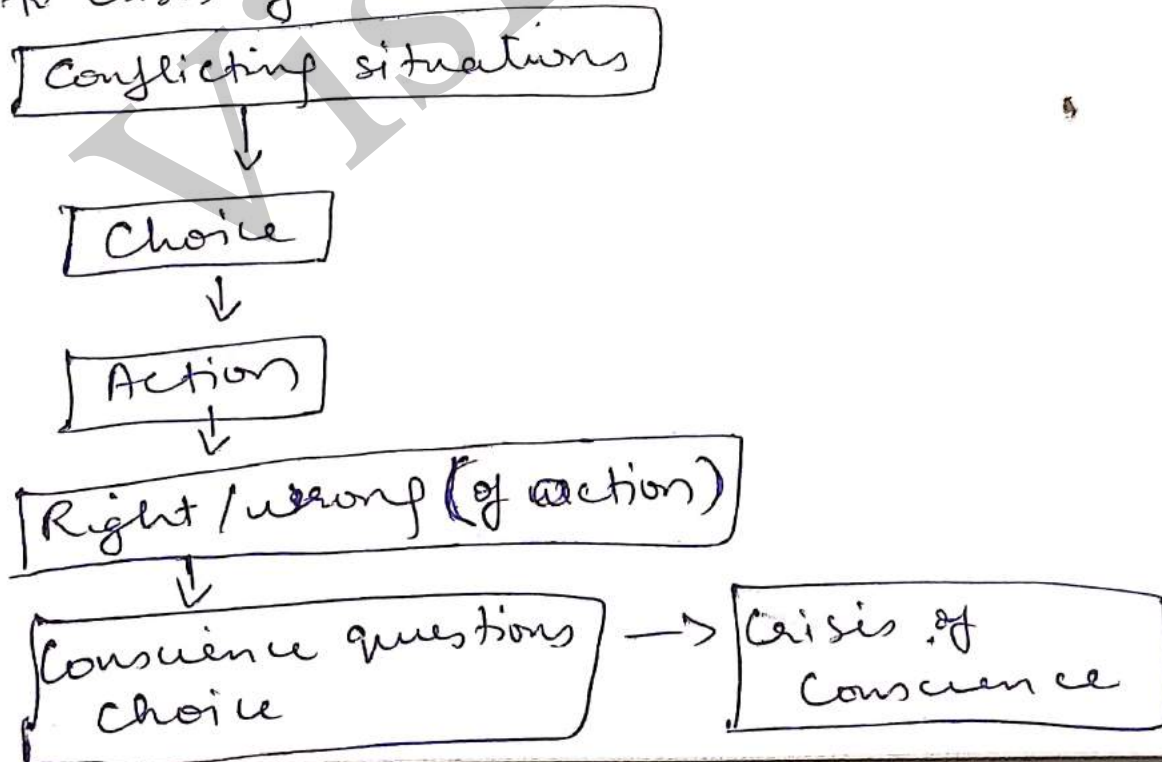 Conflicting situations
Choice
Action
Right/wrong (of action)
Conscience questions
choice
Crisis of
Conscience